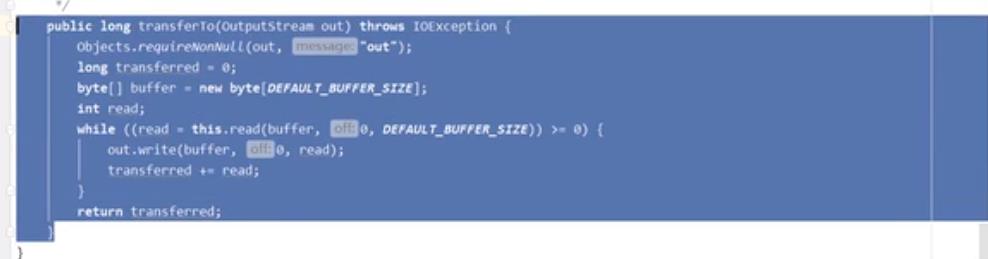 */
public long transferTo(OutputStream out) throws IOException {
Objects.requireNonNull(out, message: "out");
long transferred = 0;
byte[] buffer = new byte[DEFAULT_BUFFER_SIZE];
int read;
while ((read = this.read(buffer, off: 0, DEFAULT_BUFFER_SIZE)) >= 0) {
out.write(buffer, off: 0, read);
transferred += read;
}
return transferred;
}
}